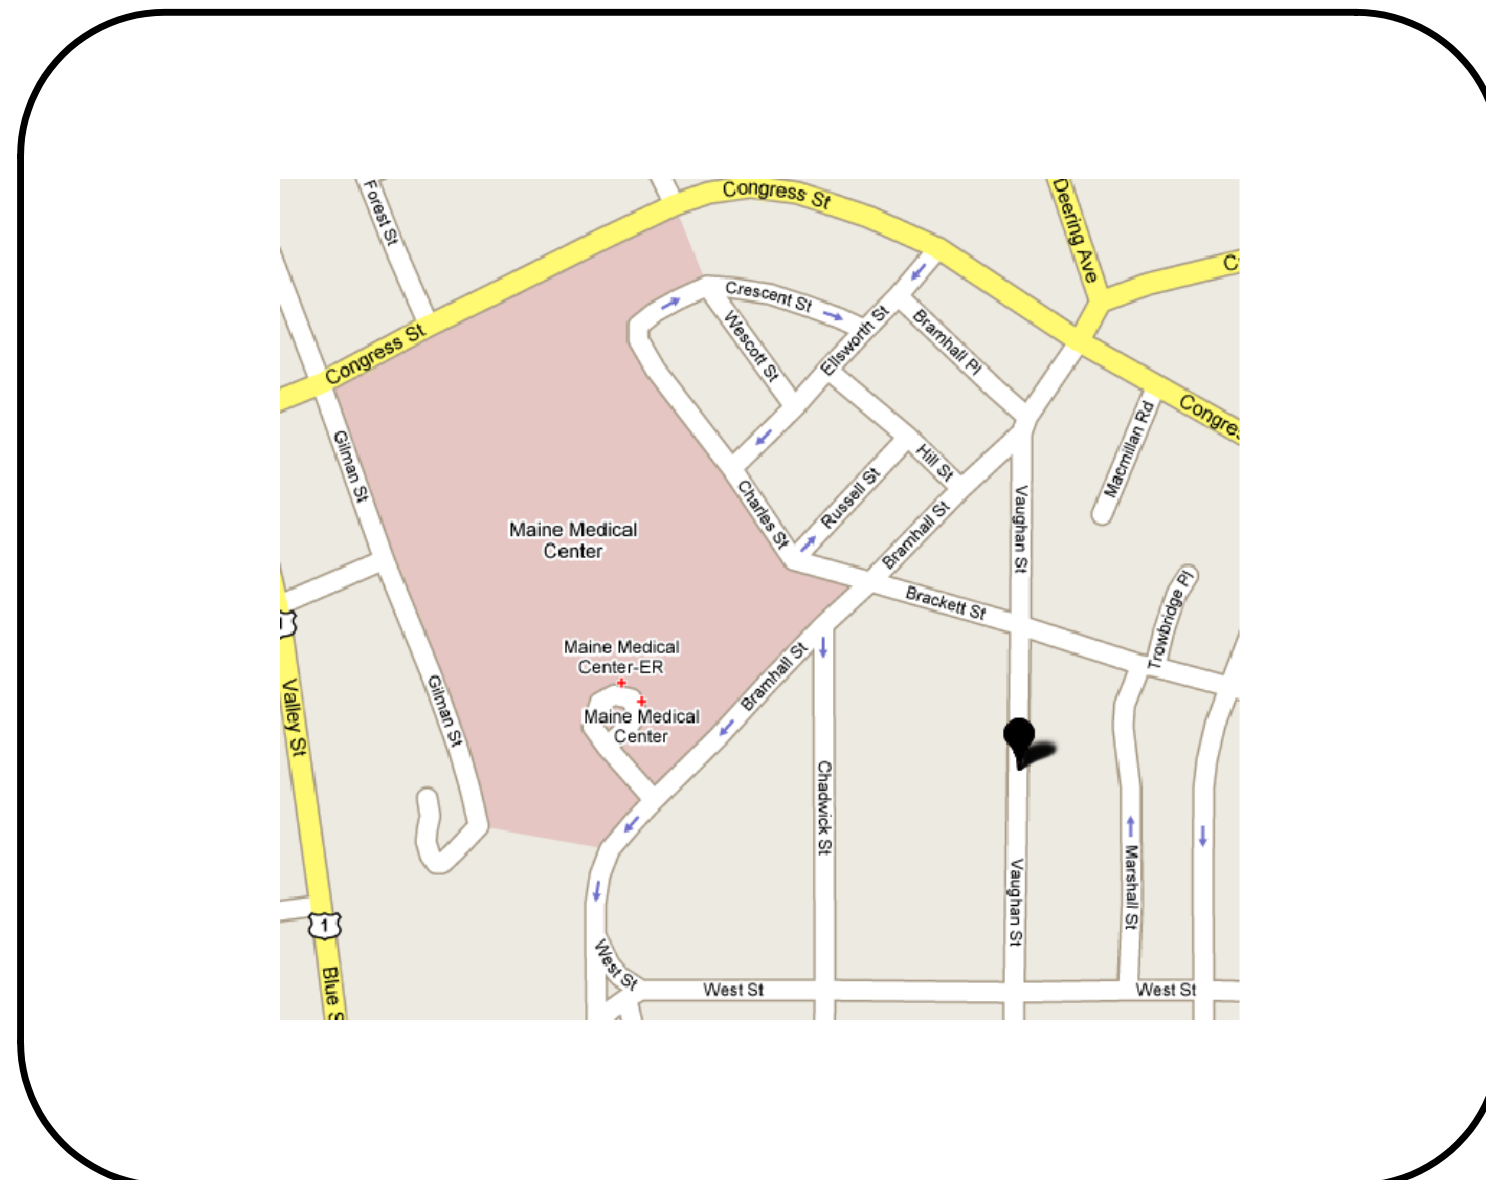 Congress St
Forest St
Deering Ave
C
Crescent St
Ellsworth St
Bramhall Pl
Wescott St
Congress St
Congres
Macmillan Rd
Gilman St
Hill St
Russell St
Charles St
Vaughan St
Bramhall St
Maine Medical
Center
Brackett St
Trowbridge Pl
1
Maine Medical
Center-ER
Bramhall St
Valley St
Gilman St
Maine Medical
Center
Chadwick St
Marshall St
Vaughan St
1
West St
West St
West St
Blue S